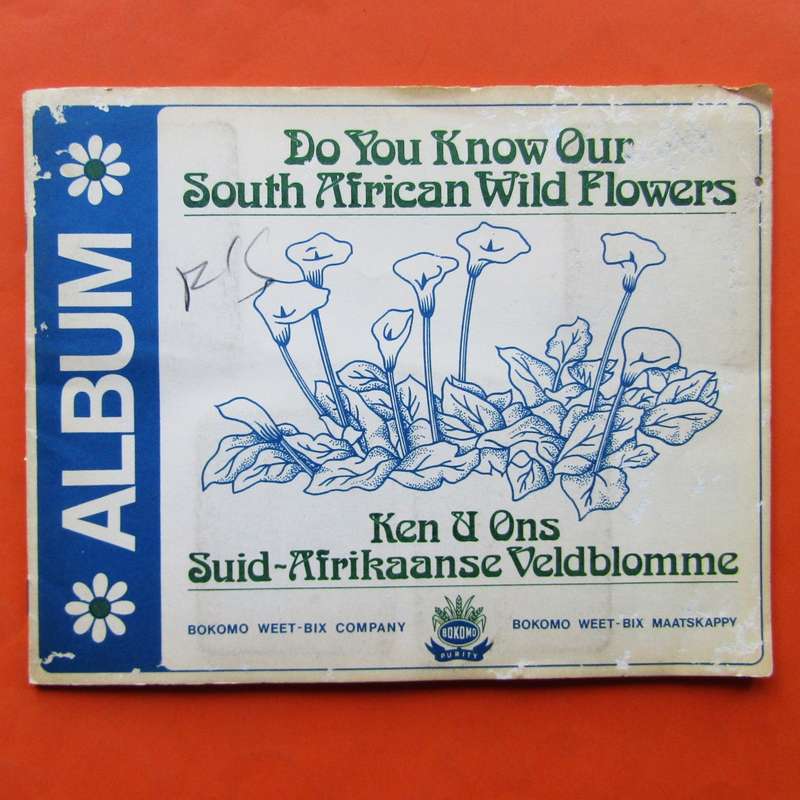 ALBUM
Do You Know Our
South African Wild Flowers
Ken U Ons
Suid-Afrikaanse Veldblomme
BOKOMO WEET-BIX COMPANY
BOKOMO
PURITY
BOKOMO WEET-BIX MAATSKAPPY